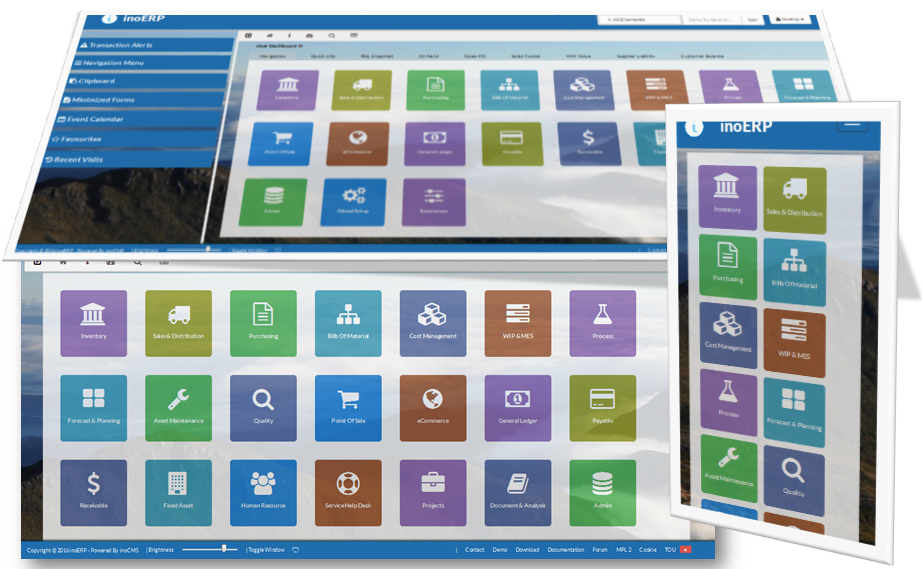 inoERP
All Elements
Transaction Alerts
Navigation Menu
Clipboard
Minimized Forms
Event Calendar
Favourites
Recent Visits
User Dashboard
Inventory
Sales & Distribution
Purchasing
Bills Of Material
Cost Management
WIP & MES
Process
Forecast & Planning
Point Of Sale
eCommerce
General Ledger
Payable
Receivable
Admin
Extensions
Toggle Window
inoERP
Inventory
Sales & Distribution
Purchasing
Bills Of Material
Cost Management
WIP & MES
Process
Forecast & Planning
Asset Maintenance
Quality
Inventory
Sales & Distribution
Purchasing
Bills Of Material
Cost Management
WIP & MES
Process
Forecast & Planning
Asset Maintenance
Quality
Point Of Sale
eCommerce
General Ledger
Payable
Receivable
Fixed Asset
Human Resource
Service Help Desk
Projects
Document & Analysis
Admin
Copyright @ 2016 inoERP - Powered By inoCMS | Brightness | Toggle Window | Contact Demo Download Documentation Forum MPL 2 Cookie TOU